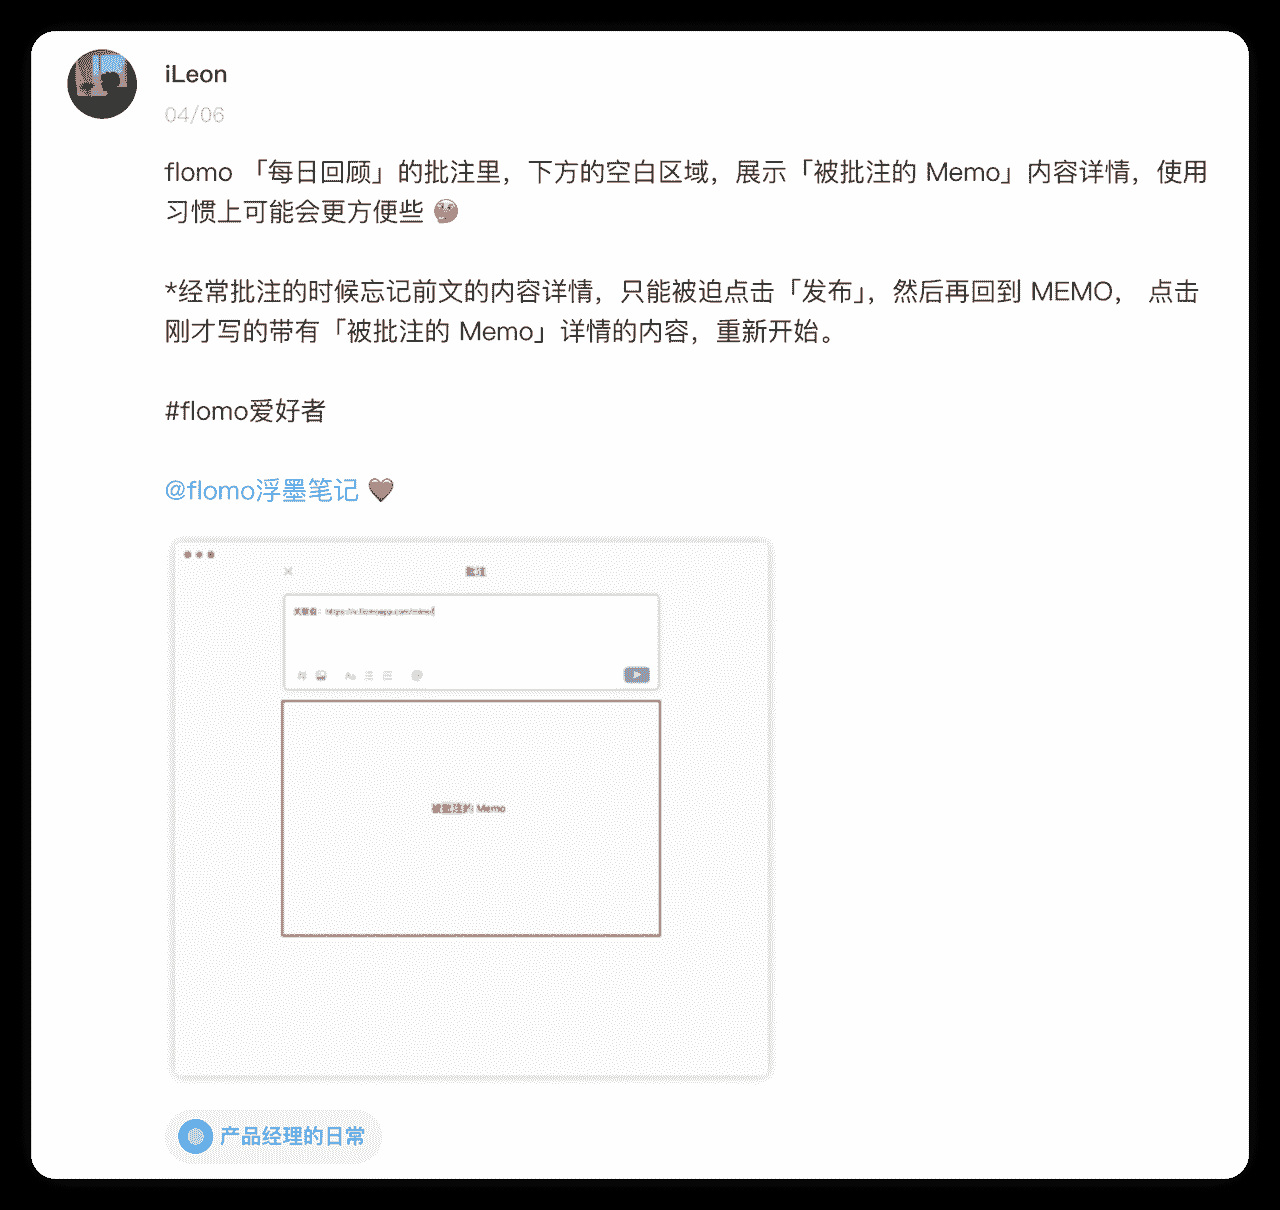 iLeon
04/06
flomo 「每日回顾」的批注里，下方的空白区域，展示「被批注的 Memo」内容详情，使用
习惯上可能会更方便些
*经常批注的时候忘记前文的内容详情，只能被迫点击「发布」，然后再回到 MEMO， 点击
刚才写的带有「被批注的 Memo」详情的内容，重新开始。
#flomo爱好者
@flomo浮墨笔记
批注
被批注的 Memo
产品经理的日常